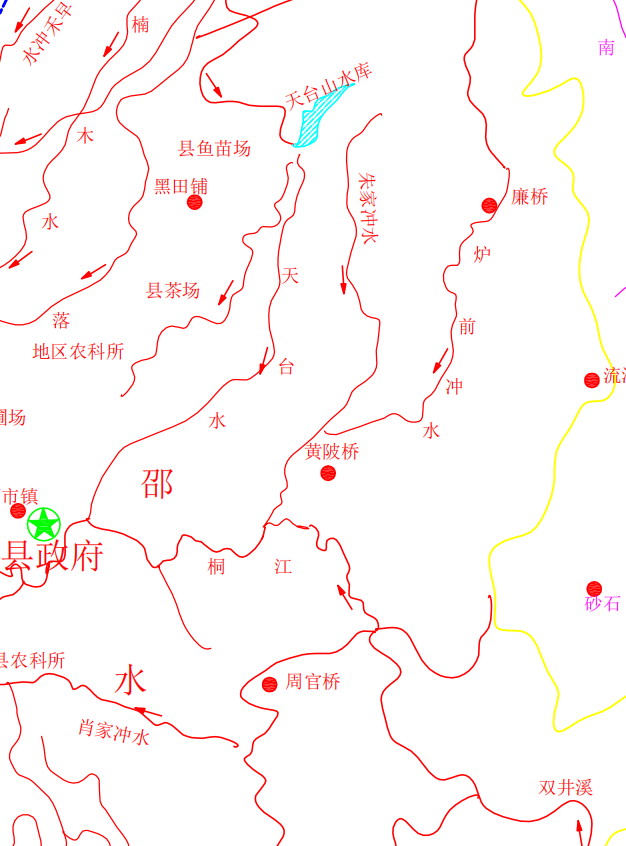 水冲禾早
楠
南
天台山水库
木
县鱼苗场
黑田铺
廉桥
朱家冲水
水
炉
天
县茶场
落
前
地区农科所
台
冲
场
水
水
黄陂桥
邵
市镇
县政府
桐
江
砂石
县农科所
水
周官桥
肖家冲水
双井溪